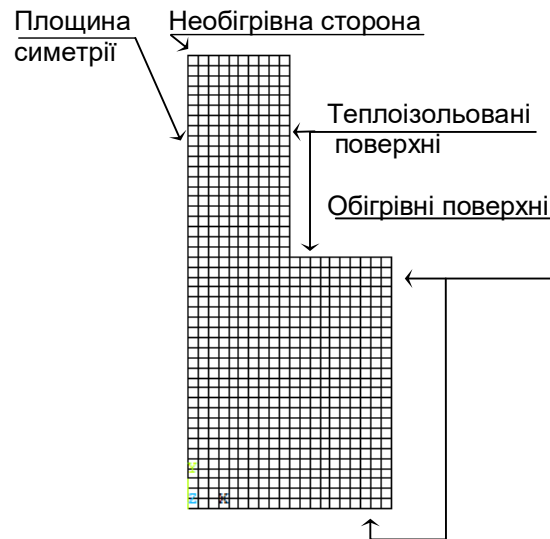 Площина
симетрії
Необігрівна сторона
Теплоізольовані
поверхні
Обігрівні поверхні
Y
Z X